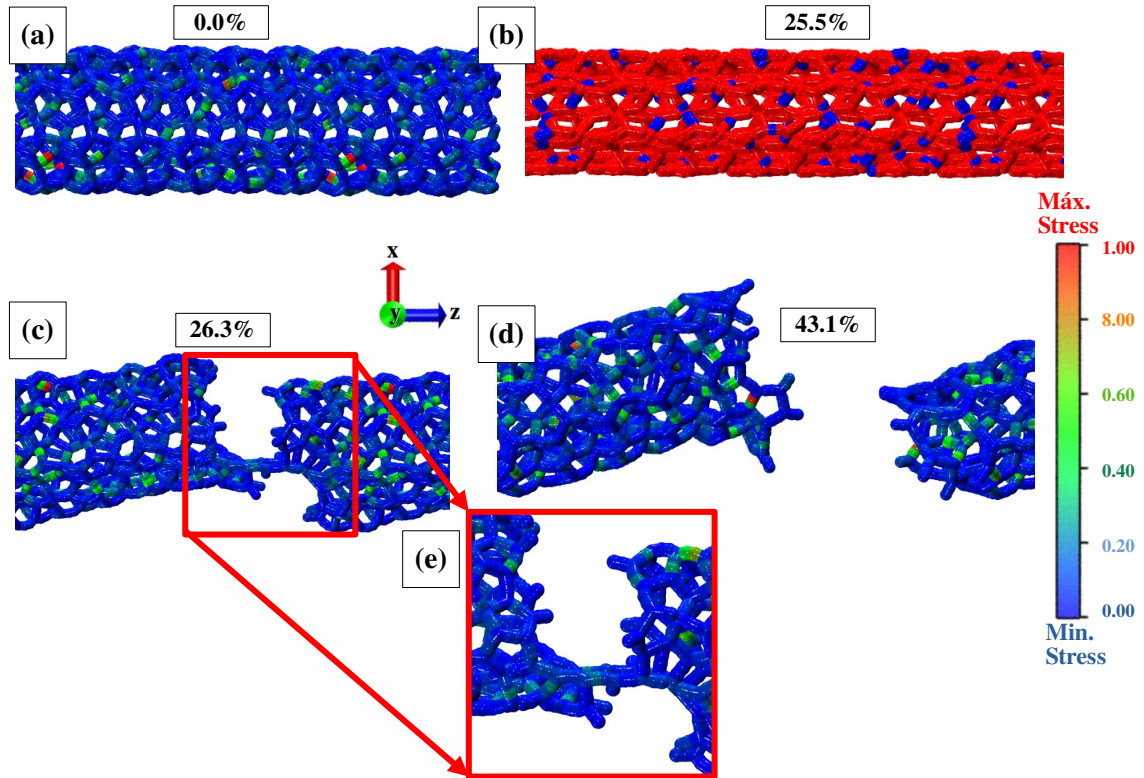 (a)
0.0%
(b)
25.5%
Máx.
Stress
1.00
8.00
0.60
0.40
0.20
0.00
Min.
Stress
x
y
z
(c)
26.3%
(d)
43.1%
(e)